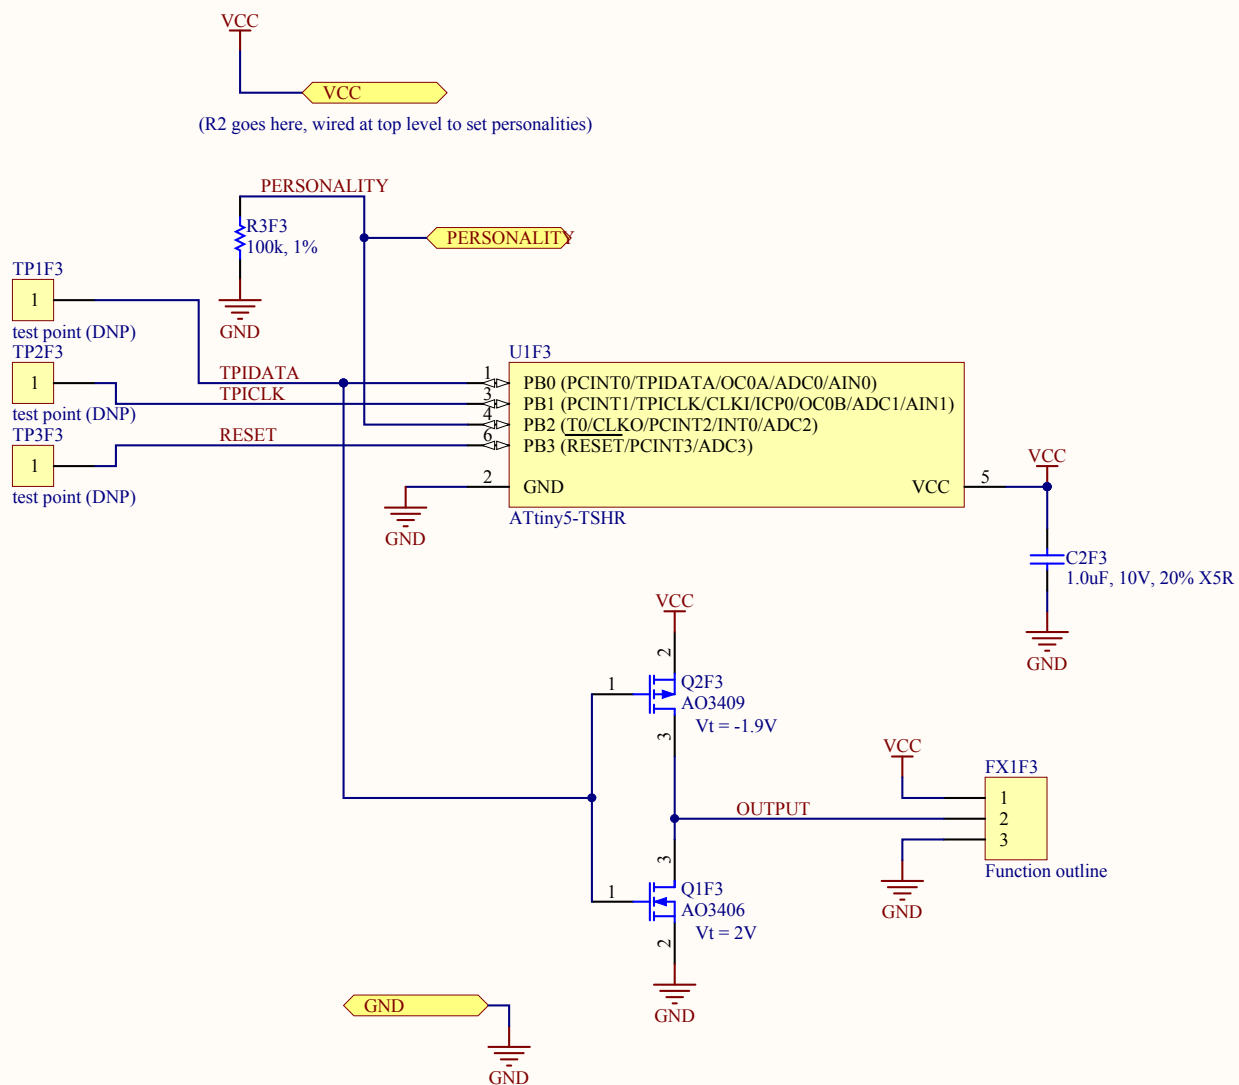 VCC
VCC
(R2 goes here, wired at top level to set personalities)
PERSONALITY
R3F3
100k, 1%
PERSONALITY
GND
TP1F3
1
test point (DNP)
TP2F3
1
test point (DNP)
TP3F3
1
test point (DNP)
TPIDATA
TPICLK
RESET
U1F3
1 PB0 (PCINT0/TPIDATA/OC0A/ADC0/AIN0)
3 PB1 (PCINT1/TPICLK/CLKI/ICP0/OC0B/ADC1/AIN1)
4 PB2 (T0/CLKO/PCINT2/INT0/ADC2)
6 PB3 (RESET/PCINT3/ADC3)
2 GND VCC 5
ATtiny5-TSHR
GND
VCC
C2F3
1.0uF, 10V, 20% X5R
GND
VCC
2
1
Q2F3
AO3409
Vt = -1.9V
3
OUTPUT
VCC
FX1F3
1
2
3
Function outline
GND
3
1
Q1F3
AO3406
Vt = 2V
2
GND
GND
GND